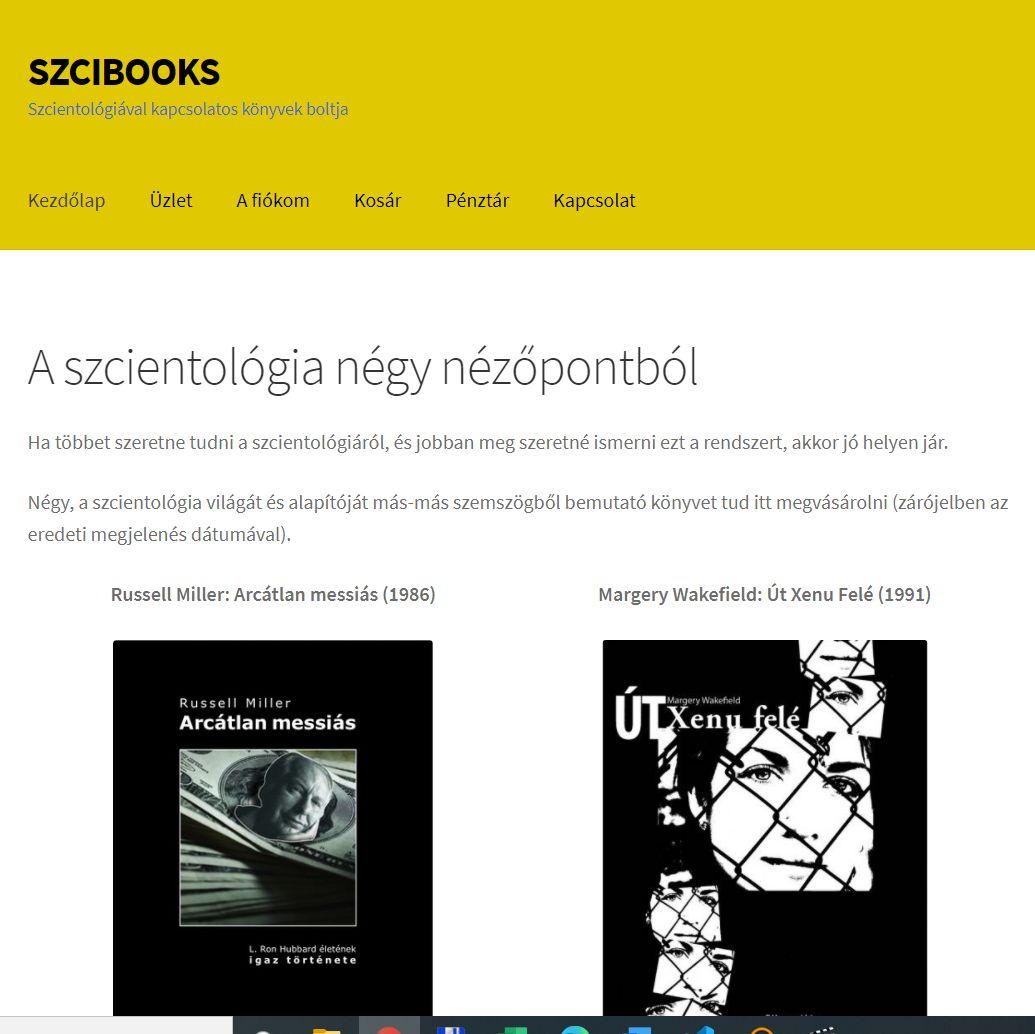 SZCIBOOKS
Szcientológiával kapcsolatos könyvek boltja
Kezdőlap Üzlet A fiókom Kosár Pénztár Kapcsolat
A szcientológia négy nézőpontból
Ha többet szeretne tudni a szcientológiáról, és jobban meg szeretné ismerni ezt a rendszert, akkor jó helyen jár.
Négy, a szcientológia világát és alapítóját más-más szemszögből bemutató könyvet tud itt megvásárolni (zárójelben az
eredeti megjelenés dátumával).
Russell Miller: Arcátlan messiás (1986)
Russell Miller
Arcátlan messiás
L. Ron Hubbard életének
igaz története
Margery Wakefield: Út Xenu Felé (1991)
Margery Wakefield
ÚT Xenu felé